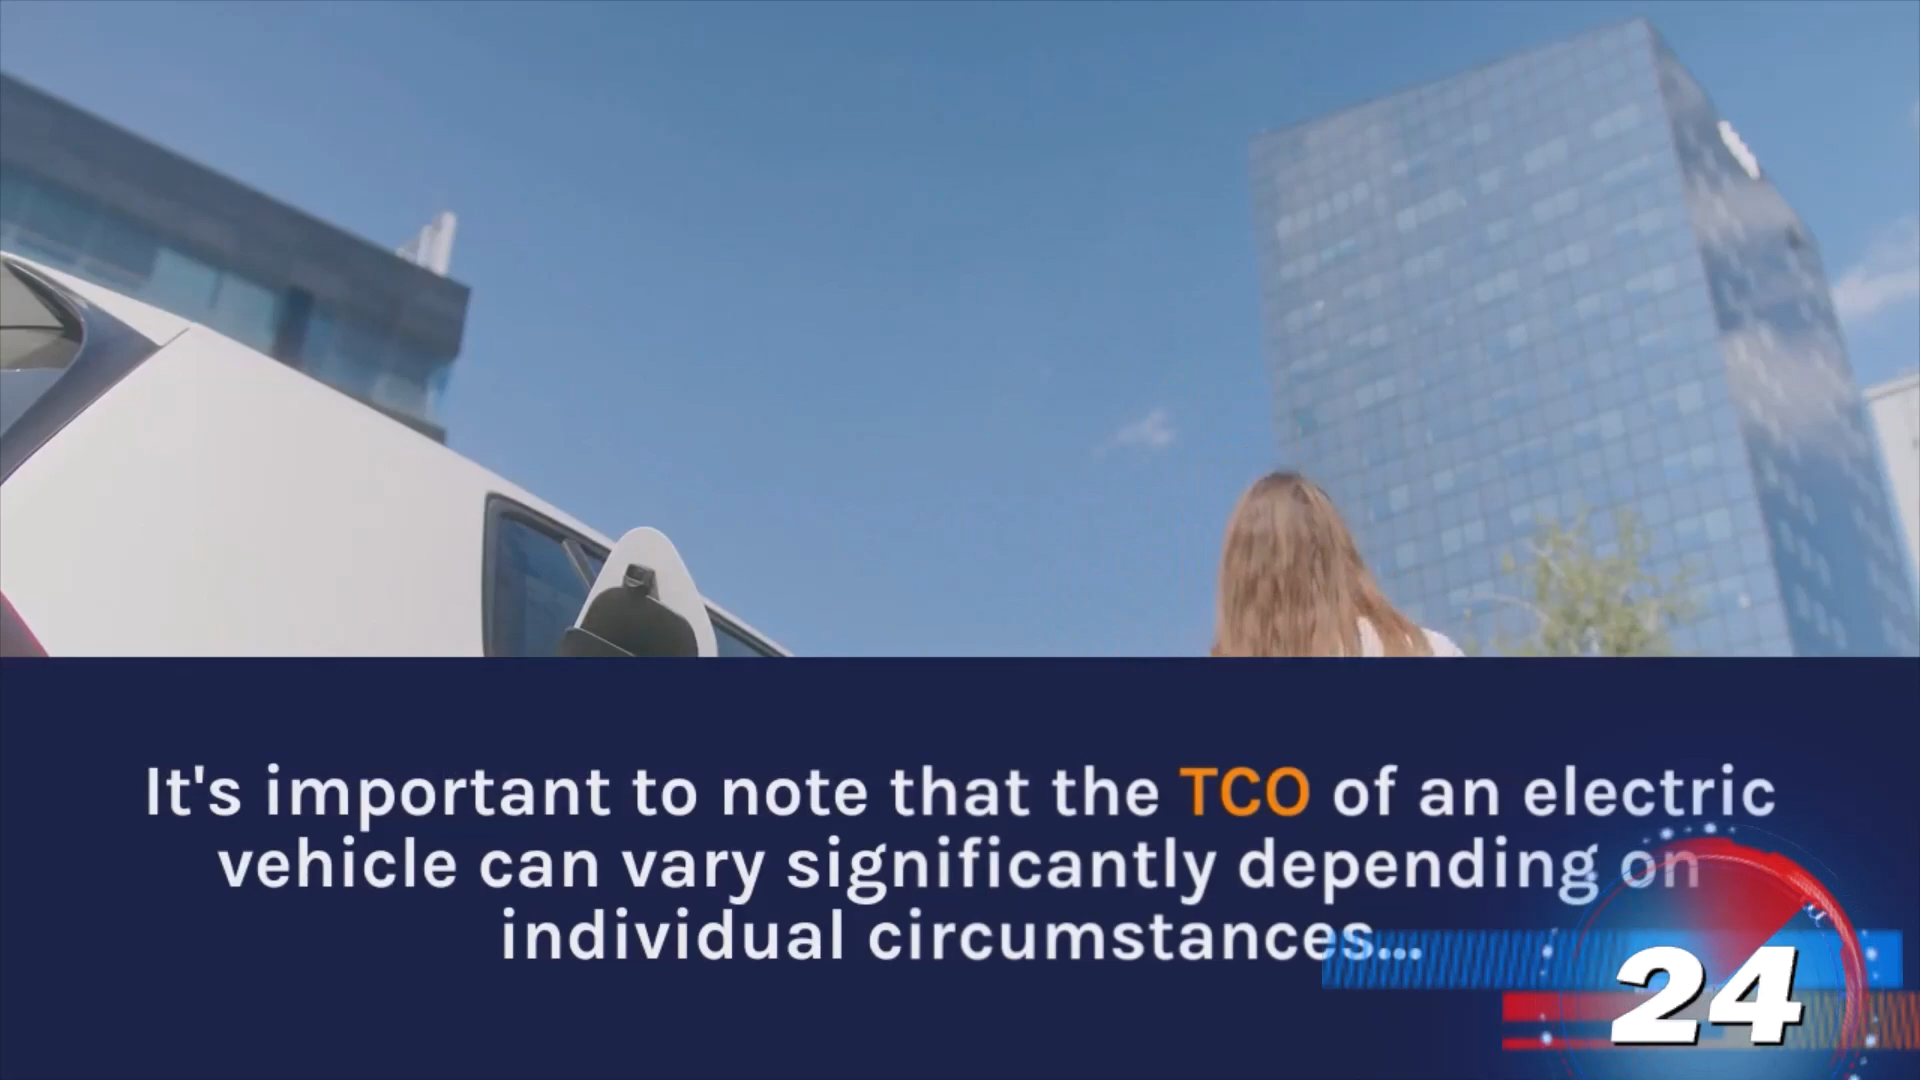 It's important to note that the TCO of an electric
vehicle can vary significantly depending on
individual circumstances...
24